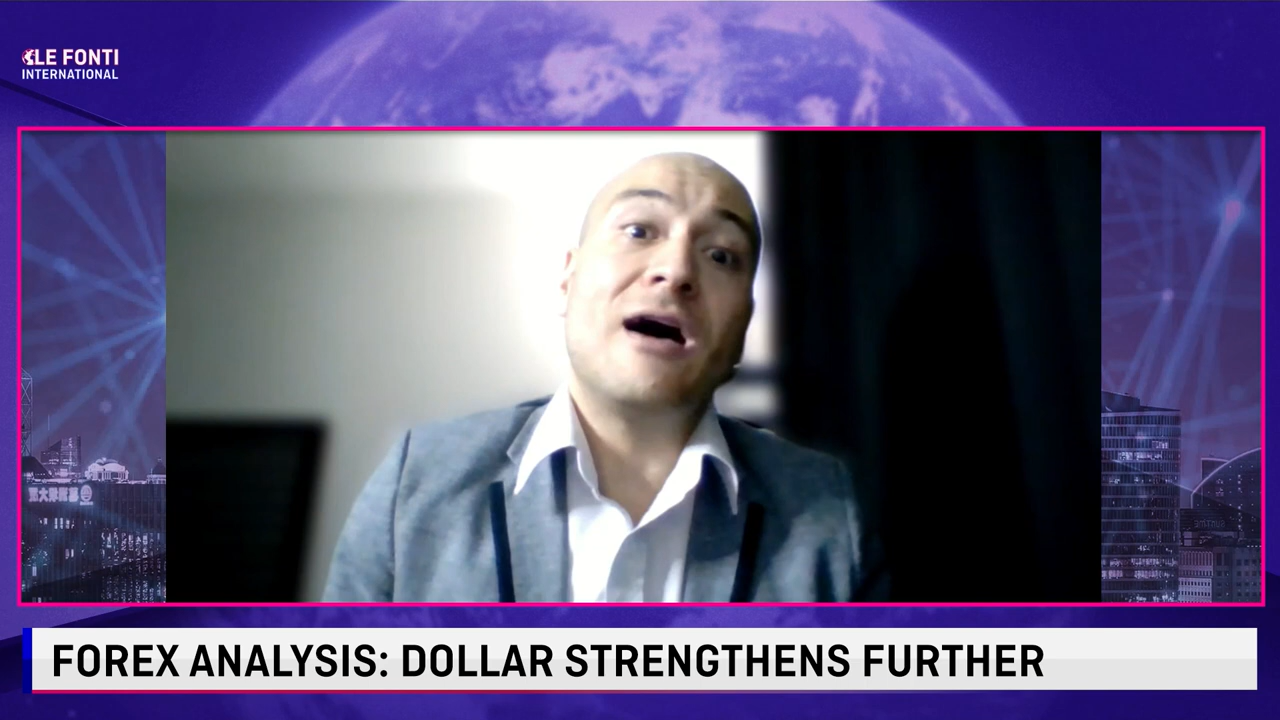 LE FONTI
INTERNATIONAL
FOREX ANALYSIS: DOLLAR STRENGTHENS FURTHER